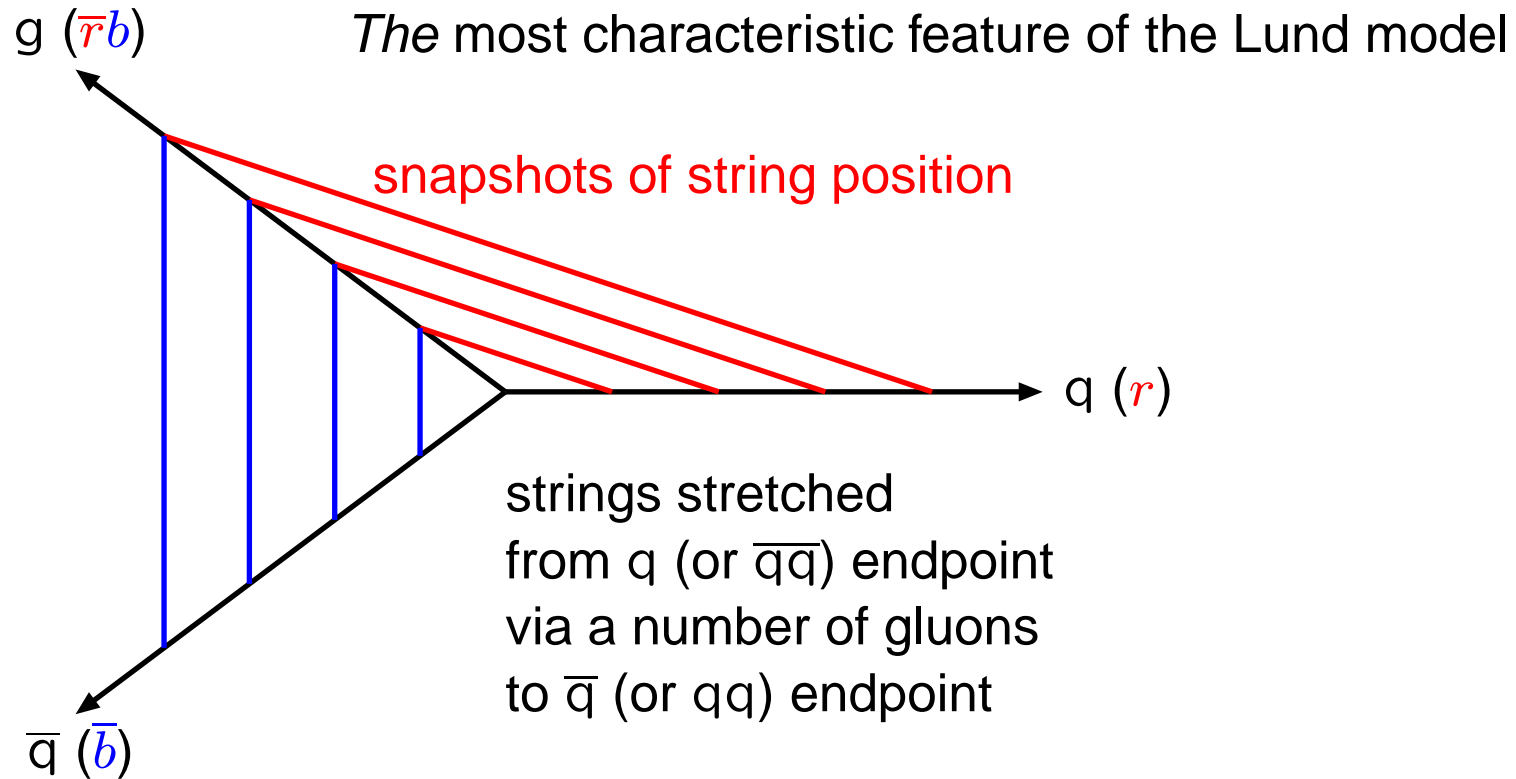 g (r̅b)
The most characteristic feature of the Lund model
snapshots of string position
q (r)
strings stretched
from q (or q̅q̅) endpoint
via a number of gluons
to q̅ (or qq) endpoint
q̅ (b̅)